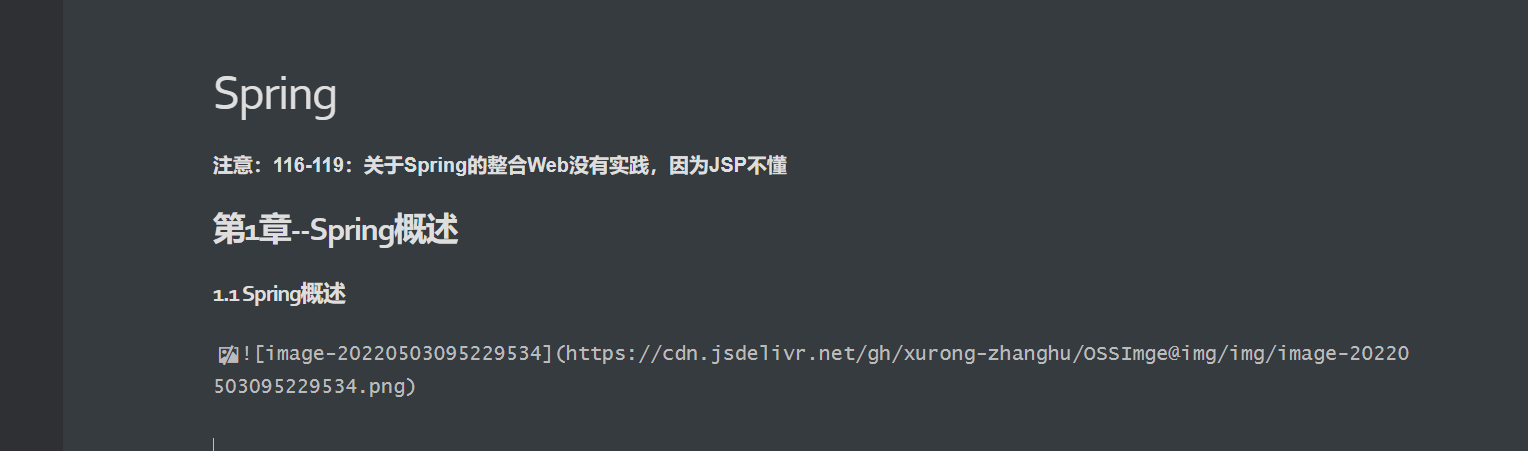 Spring
注意：116-119：关于Spring的整合Web没有实践，因为JSP不懂
第1章--Spring概述
1.1 Spring概述
![image-20220503095229534](https://cdn.jsdelivr.net/gh/xurong-zhanghu/OSSImge@img/img/image-20220
503095229534.png)